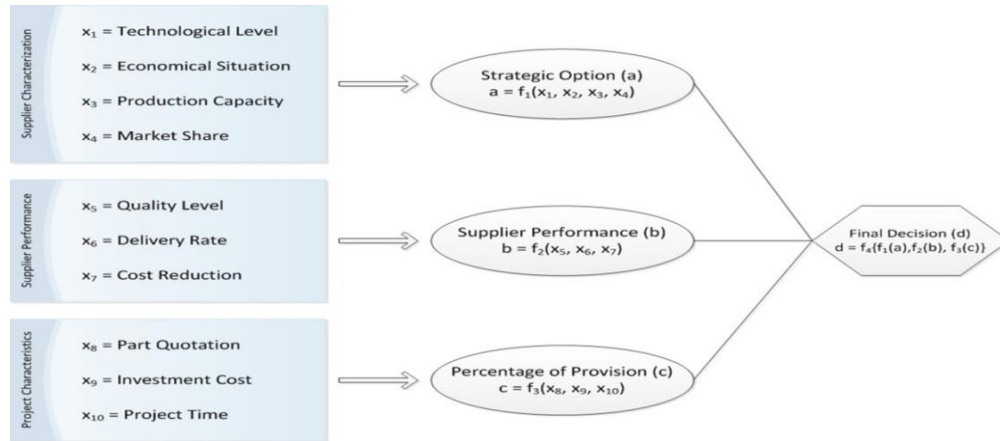 Supplier Characterization
x₁ = Technological Level
x₂ = Economical Situation
x₃ = Production Capacity
x₄ = Market Share
Strategic Option (a)
a = f₁(x₁, x₂, x₃, x₄)
Supplier Performance
x₅ = Quality Level
x₆ = Delivery Rate
x₇ = Cost Reduction
Supplier Performance (b)
b = f₂(x₅, x₆, x₇)
Project Characteristics
x₈ = Part Quotation
x₉ = Investment Cost
x₁₀ = Project Time
Percentage of Provision (c)
c = f₃(x₈, x₉, x₁₀)
Final Decision (d)
d = f₄{f₁(a),f₂(b), f₃(c)}